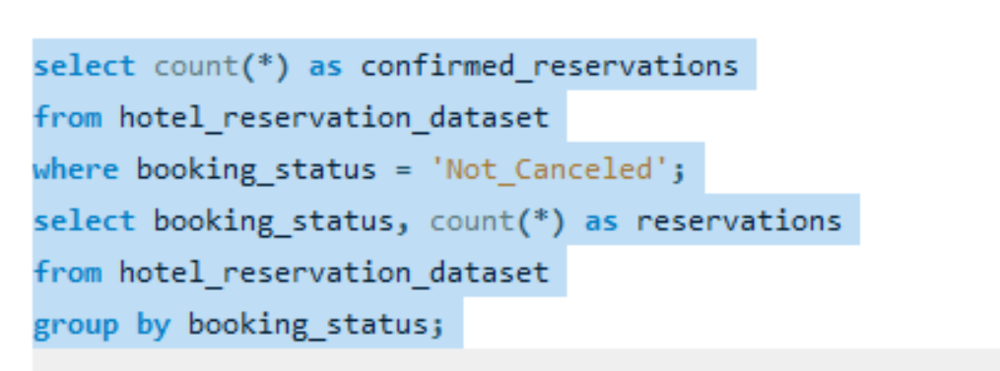 select count(*) as confirmed_reservations
from hotel_reservation_dataset
where booking_status = 'Not_Canceled';
select booking_status, count(*) as reservations
from hotel_reservation_dataset
group by booking_status;